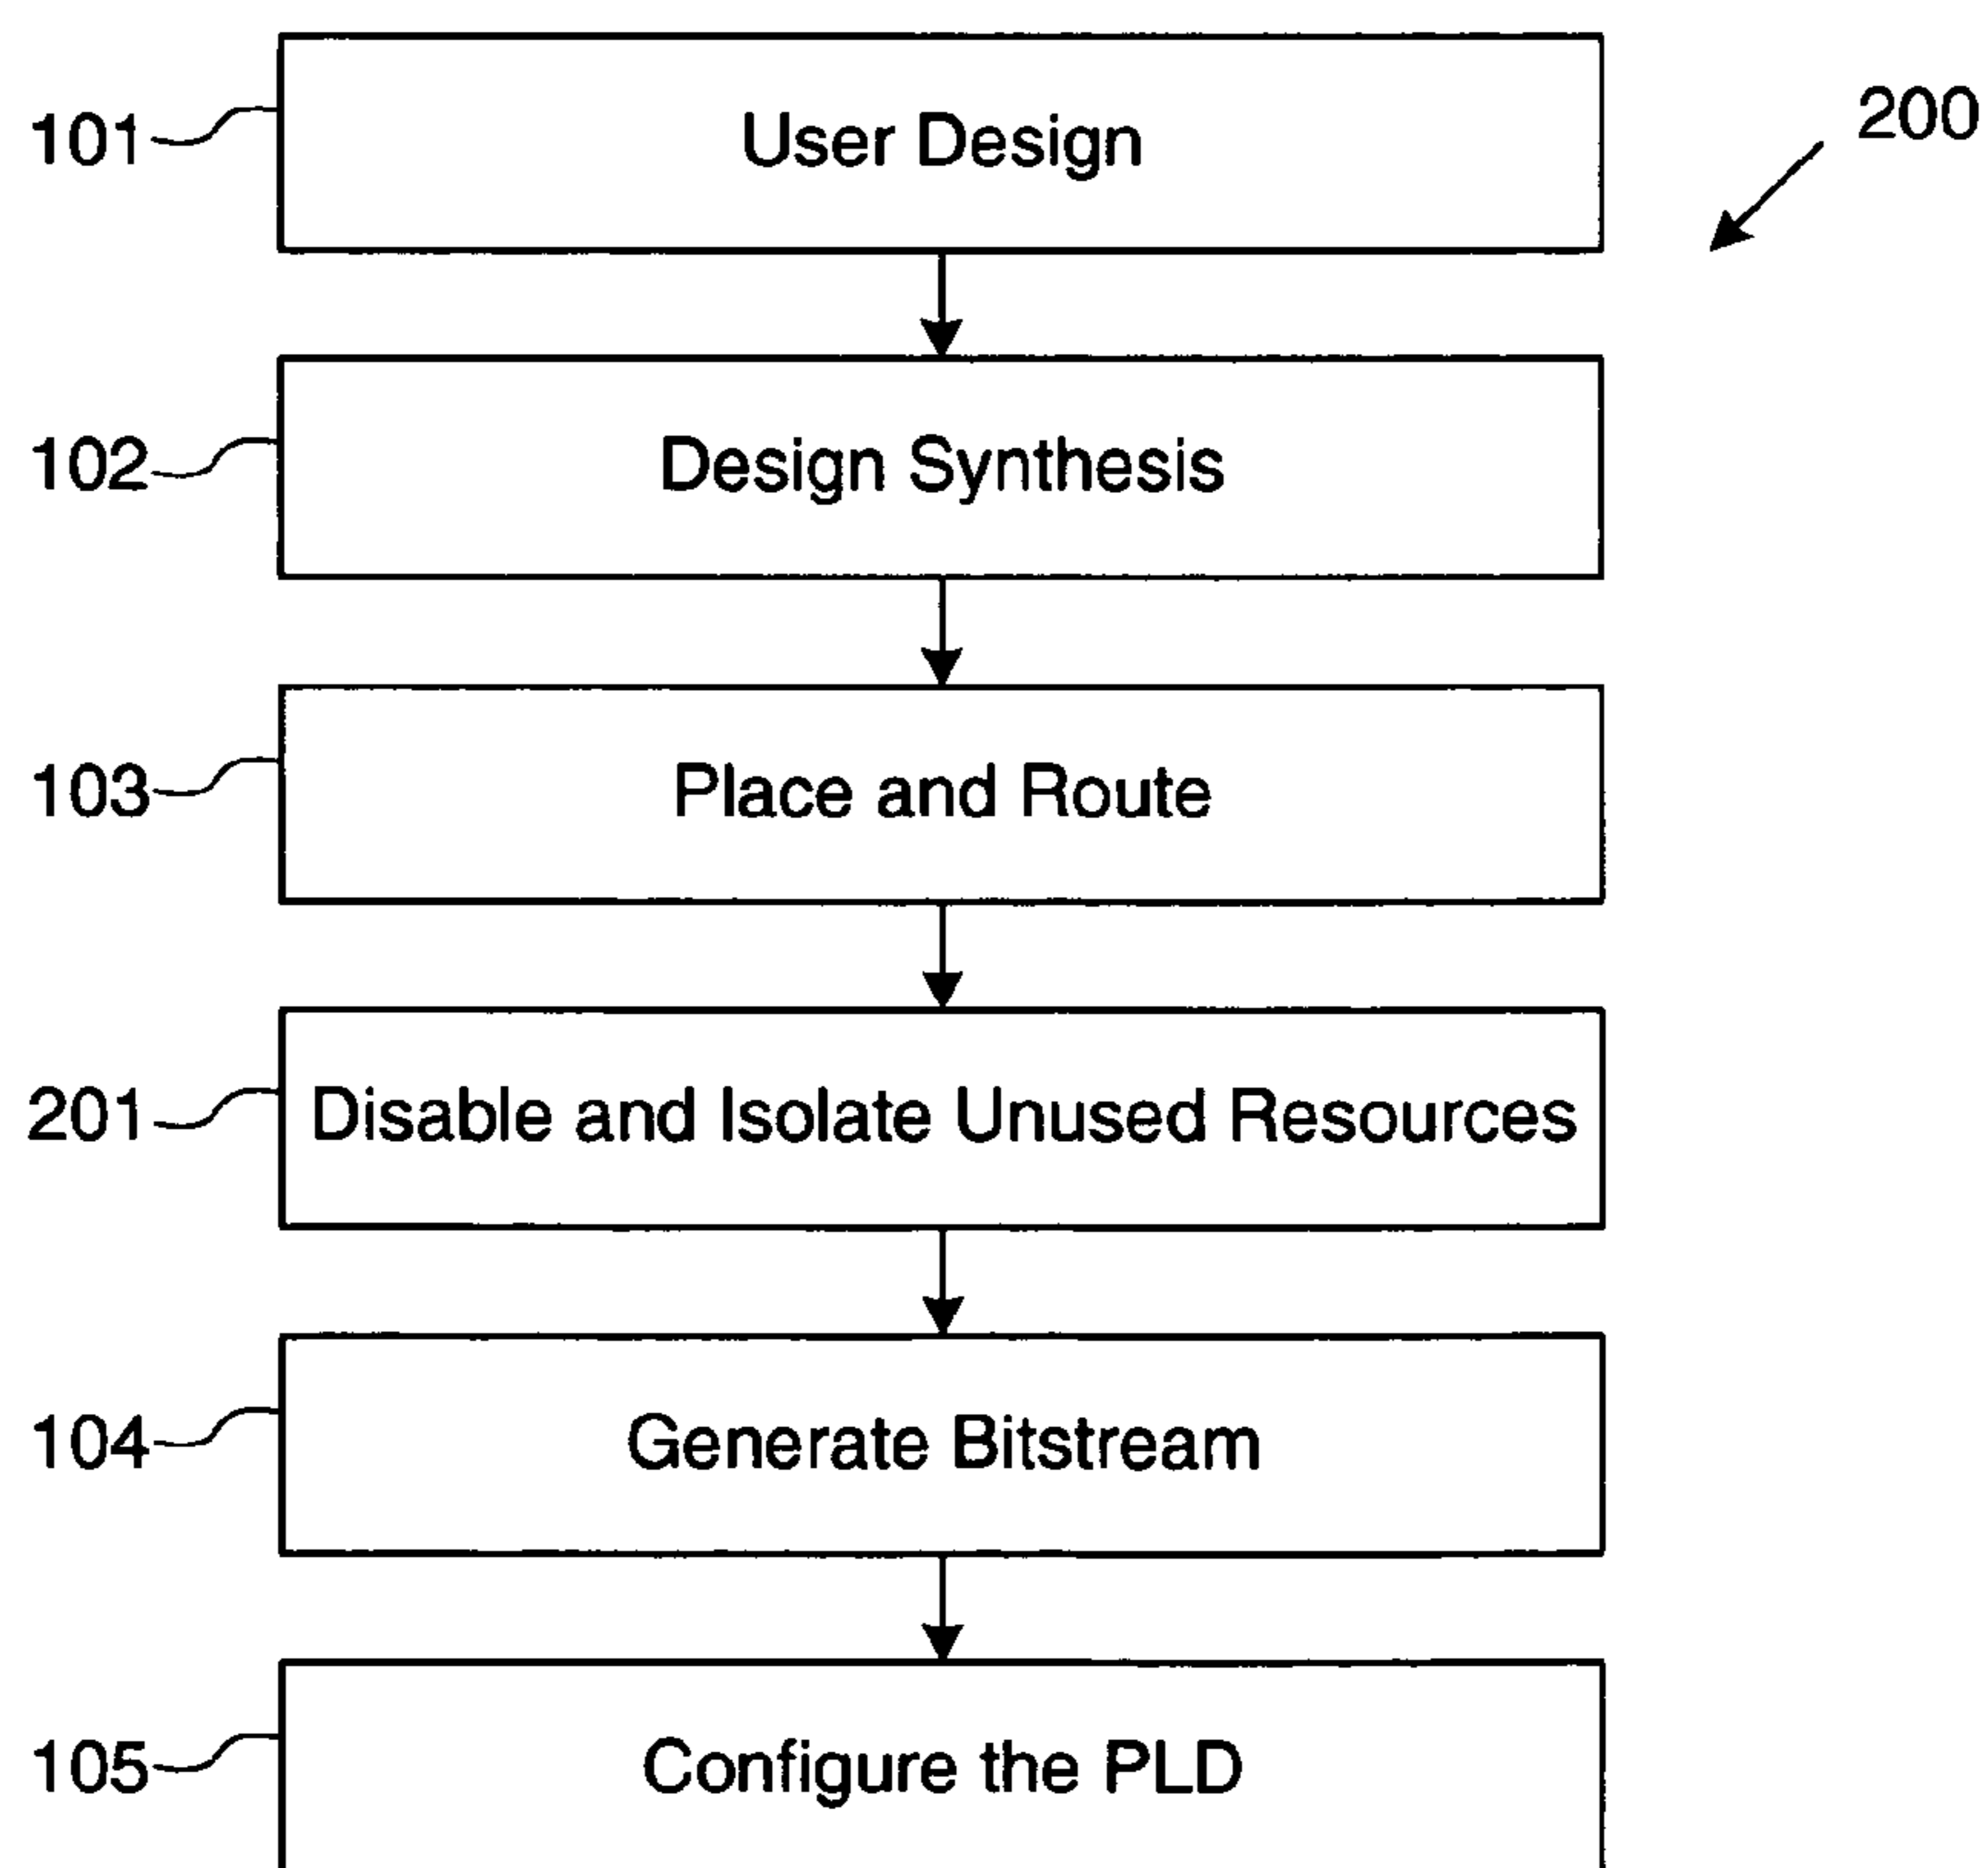 200
101 User Design
102 Design Synthesis
103 Place and Route
201 Disable and Isolate Unused Resources
104 Generate Bitstream
105 Configure the PLD